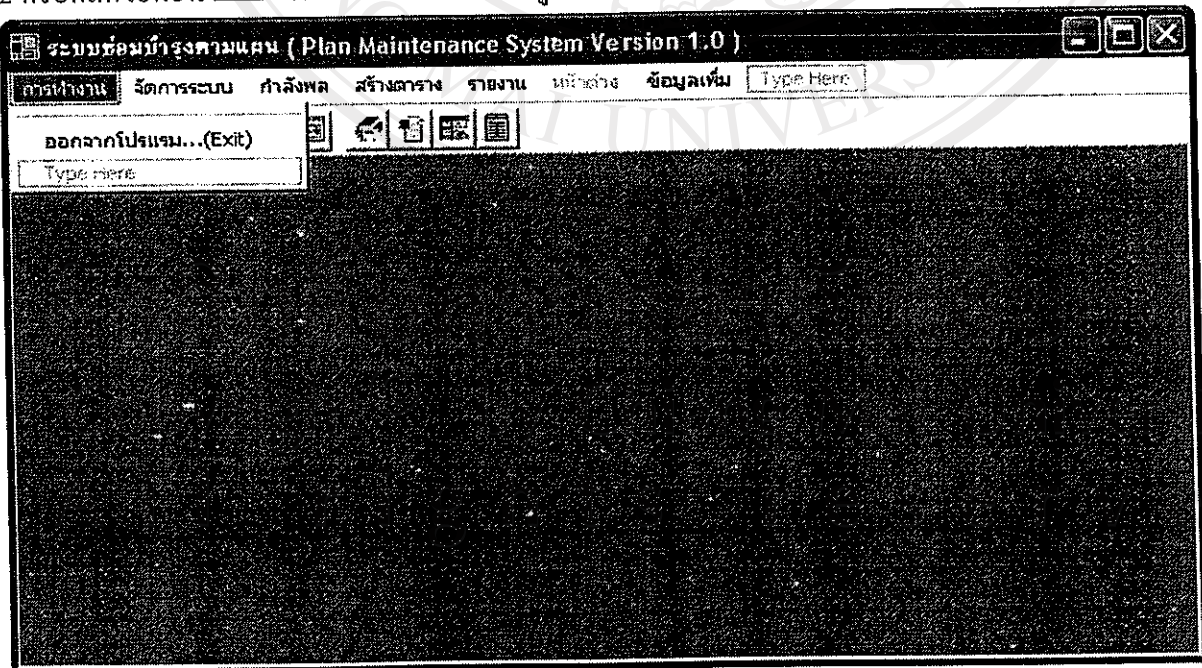 ระบบซ่อมบำรุงตามแผน ( Plan Maintenance System Version 1.0 )
การทำงาน จัดการระบบ กำลังพล สร้างตาราง รายงาน หน้าต่าง ข้อมูลเพิ่ม Type Here
ออกจากโปรแรม...(Exit)
Type Here
UNIVERS